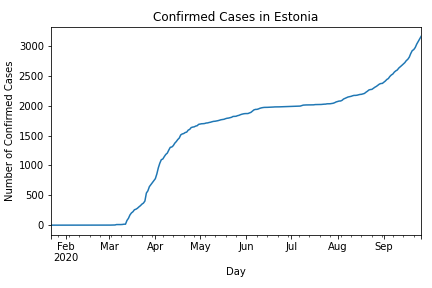 Confirmed Cases in Estonia
Number of Confirmed Cases
3000
2500
2000
1500
1000
500
0
Feb Mar Apr May Jun Jul Aug Sep
2020
Day